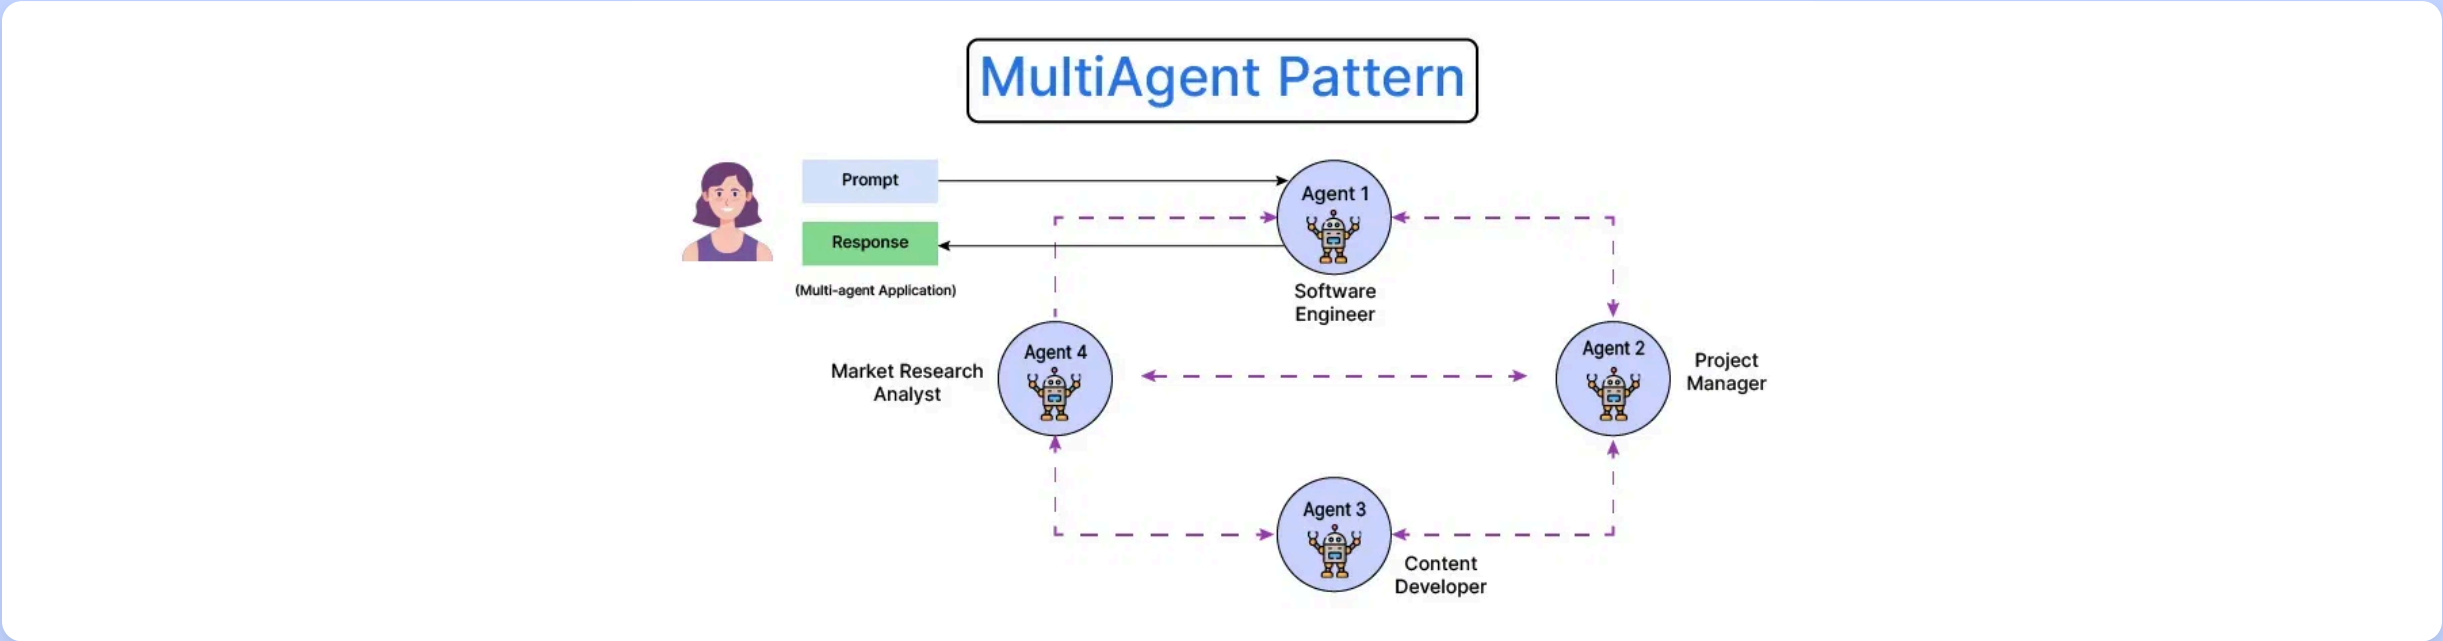 MultiAgent Pattern
Prompt
Response
(Multi-agent Application)
Agent 1
Software
Engineer
Agent 4
Market Research
Analyst
Agent 2
Project
Manager
Agent 3
Content
Developer